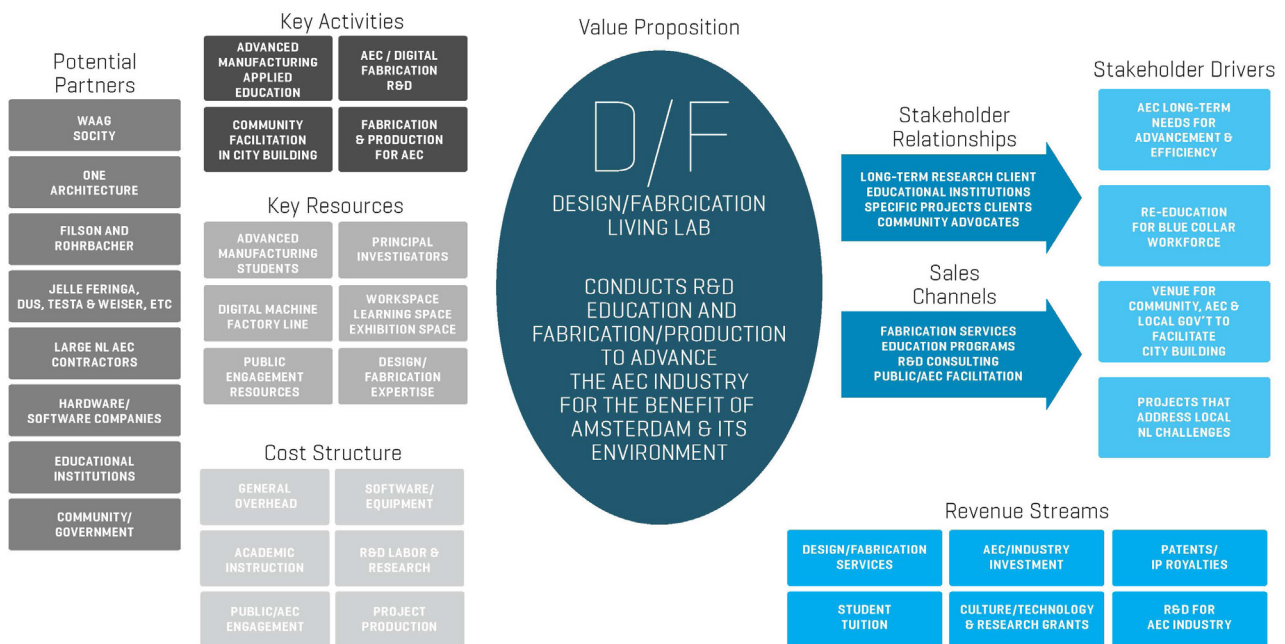 Potential
Partners
WAAG
SOCITY
ONE
ARCHITECTURE
FILSON AND
ROHRBACHER
JELLE FERINGA,
DUS, TESTA & WEISER, ETC
LARGE NL AEC
CONTRACTORS
HARDWARE/
SOFTWARE COMPANIES
EDUCATIONAL
INSTITUTIONS
COMMUNITY/
GOVERNMENT
Key Activities
ADVANCED
MANUFACTURING
APPLIED
EDUCATION
AEC / DIGITAL
FABRICATION
R&D
COMMUNITY
FACILITATION
IN CITY BUILDING
FABRICATION
& PRODUCTION
FOR AEC
Key Resources
ADVANCED
MANUFACTURING
STUDENTS
PRINCIPAL
INVESTIGATORS
DIGITAL MACHINE
FACTORY LINE
WORKSPACE
LEARNING SPACE
EXHIBITION SPACE
PUBLIC
ENGAGEMENT
RESOURCES
DESIGN/
FABRICATION
EXPERTISE
Cost Structure
GENERAL
OVERHEAD
SOFTWARE/
EQUIPMENT
ACADEMIC
INSTRUCTION
R&D LABOR &
RESEARCH
PUBLIC/AEC
ENGAGEMENT
PROJECT
PRODUCTION
Value Proposition
D/F
DESIGN/FABRCICATION
LIVING LAB
CONDUCTS R&D
EDUCATION AND
FABRICATION/PRODUCTION
TO ADVANCE
THE AEC INDUSTRY
FOR THE BENEFIT OF
AMSTERDAM & ITS
ENVIRONMENT
Stakeholder
Relationships
LONG-TERM RESEARCH CLIENT
EDUCATIONAL INSTITUTIONS
SPECIFIC PROJECTS CLIENTS
COMMUNITY ADVOCATES
Sales
Channels
FABRICATION SERVICES
EDUCATION PROGRAMS
R&D CONSULTING
PUBLIC/AEC FACILITATION
Stakeholder Drivers
AEC LONG-TERM
NEEDS FOR
ADVANCEMENT &
EFFICIENCY
RE-EDUCATION
FOR BLUE COLLAR
WORKFORCE
VENUE FOR
COMMUNITY, AEC &
LOCAL GOV'T TO
FACILITATE
CITY BUILDING
PROJECTS THAT
ADDRESS LOCAL
NL CHALLENGES
Revenue Streams
DESIGN/FABRICATION
SERVICES
AEC/INDUSTRY
INVESTMENT
PATENTS/
IP ROYALTIES
STUDENT
TUITION
CULTURE/TECHNOLOGY
& RESEARCH GRANTS
R&D FOR
AEC INDUSTRY